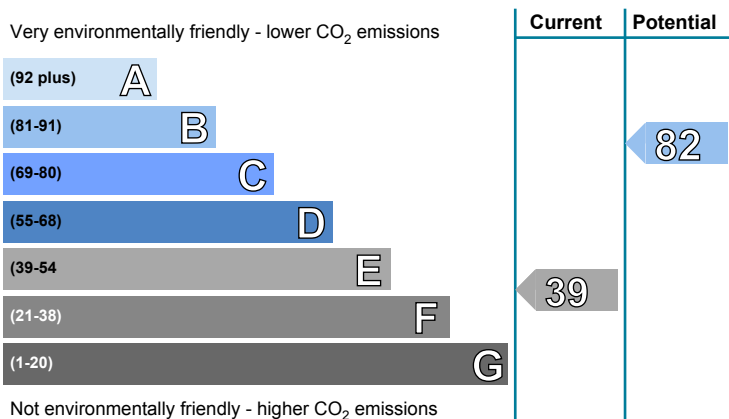 Very environmentally friendly - lower CO2 emissions
Current
Potential
(92 plus) A
(81-91) B
82
(69-80) C
(55-68) D
(39-54 E
39
(21-38) F
(1-20) G
Not environmentally friendly - higher CO2 emissions